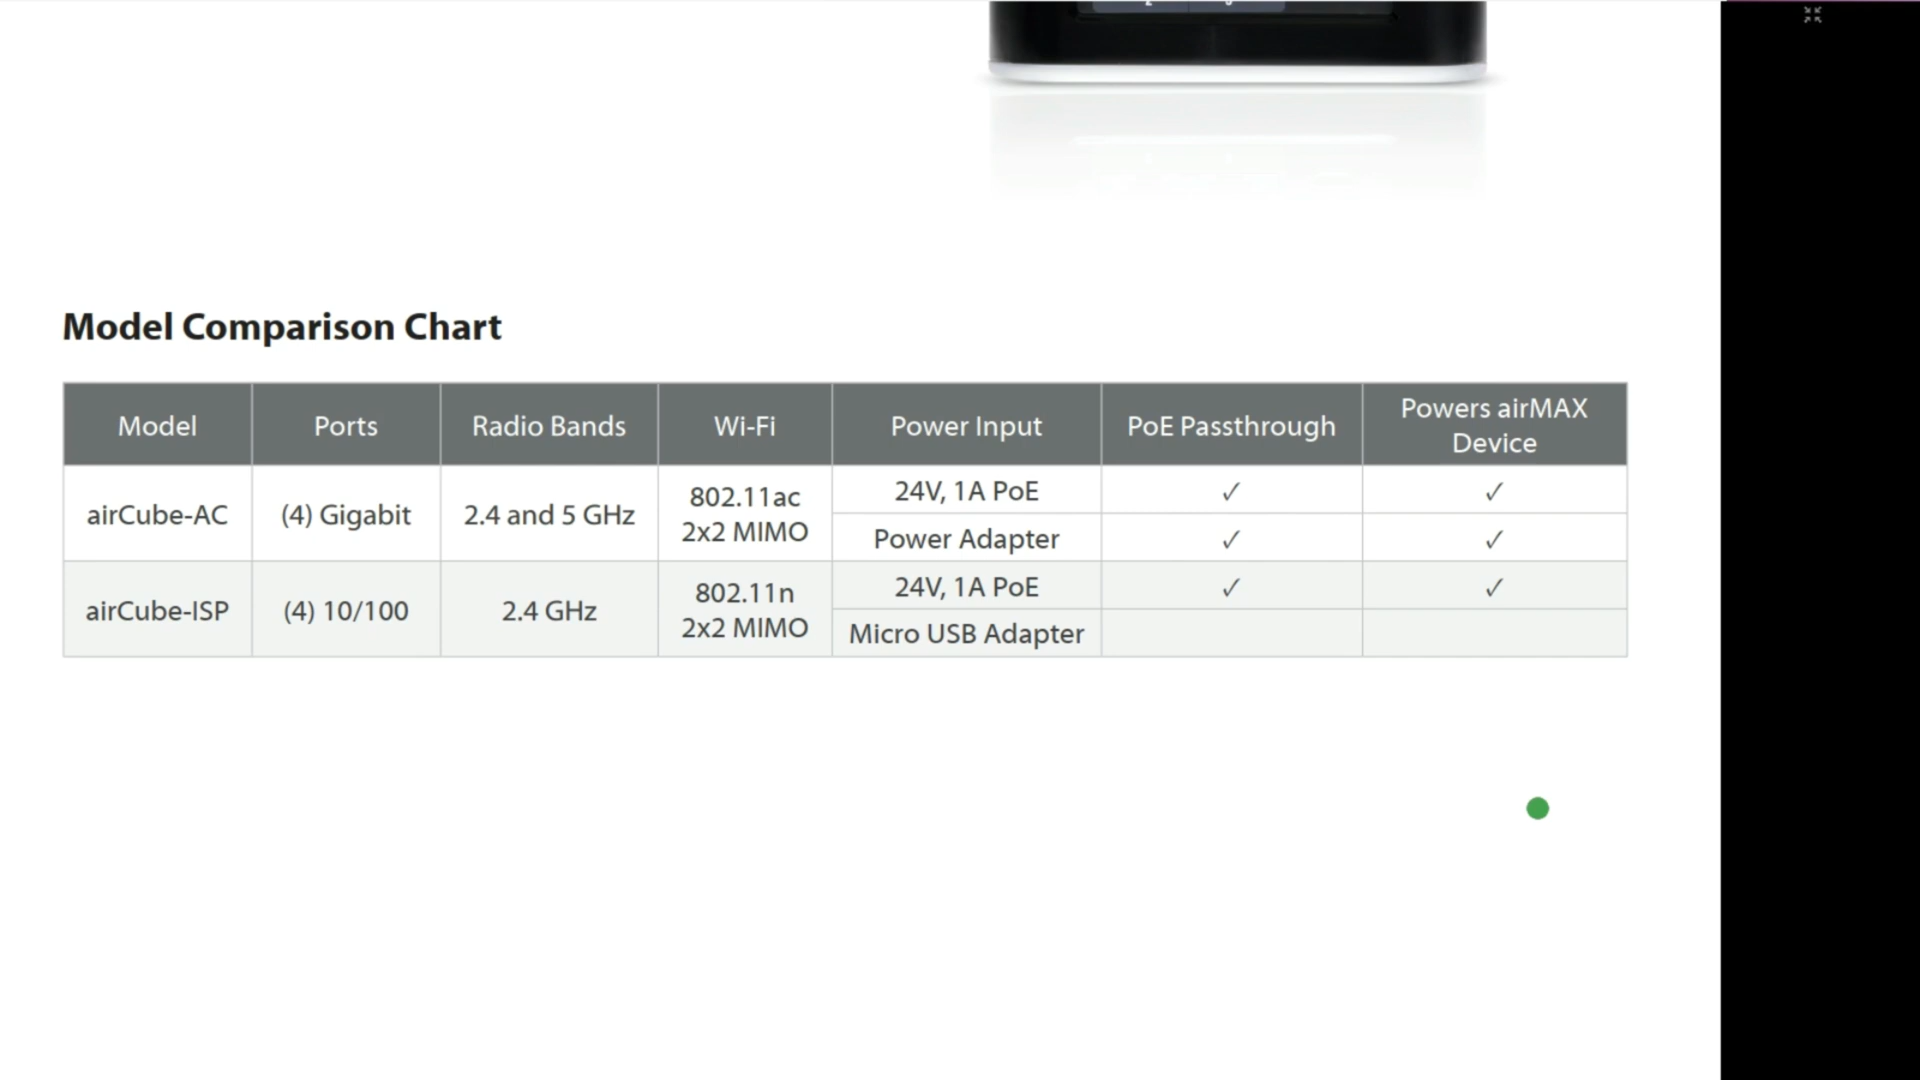 Model Comparison Chart
Model Ports Radio Bands Wi-Fi Power Input PoE Passthrough Powers airMAX Device
airCube-AC (4) Gigabit 2.4 and 5 GHz 802.11ac 2x2 MIMO 24V, 1A PoE ✓ ✓
Power Adapter ✓ ✓
airCube-ISP (4) 10/100 2.4 GHz 802.11n 2x2 MIMO 24V, 1A PoE ✓ ✓
Micro USB Adapter